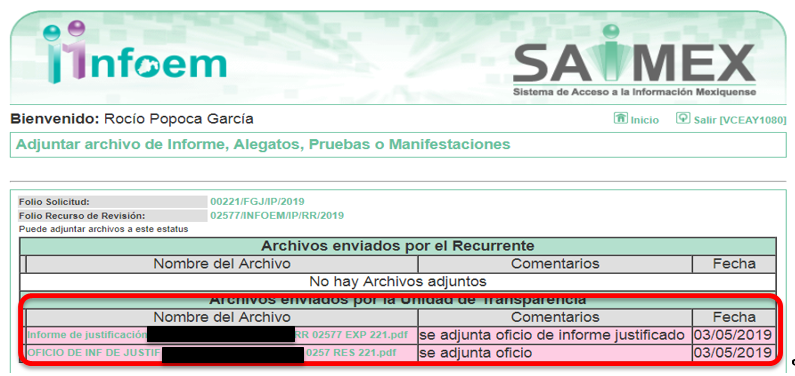 infoem
SAIMEX
Sistema de Acceso a la Información Mexiquense
Bienvenido: Rocío Popoca García
Inicio Salir [VCEAY1080]
Adjuntar archivo de Informe, Alegatos, Pruebas o Manifestaciones
Folio Solicitud: 00221/FGJ/IP/2019
Folio Recurso de Revisión: 02577/INFOEM/IP/RR/2019
Puede adjuntar archivos a este estatus
Archivos enviados por el Recurrente
Nombre del Archivo Comentarios Fecha
No hay Archivos adjuntos
Archivos enviados por la Unidad de Transparencia
Nombre del Archivo Comentarios Fecha
Informe de justificación RR 02577 EXP 221.pdf se adjunta oficio de informe justificado 03/05/2019
OFICIO DE INF DE JUSTIF 0257 RES 221.pdf se adjunta oficio 03/05/2019